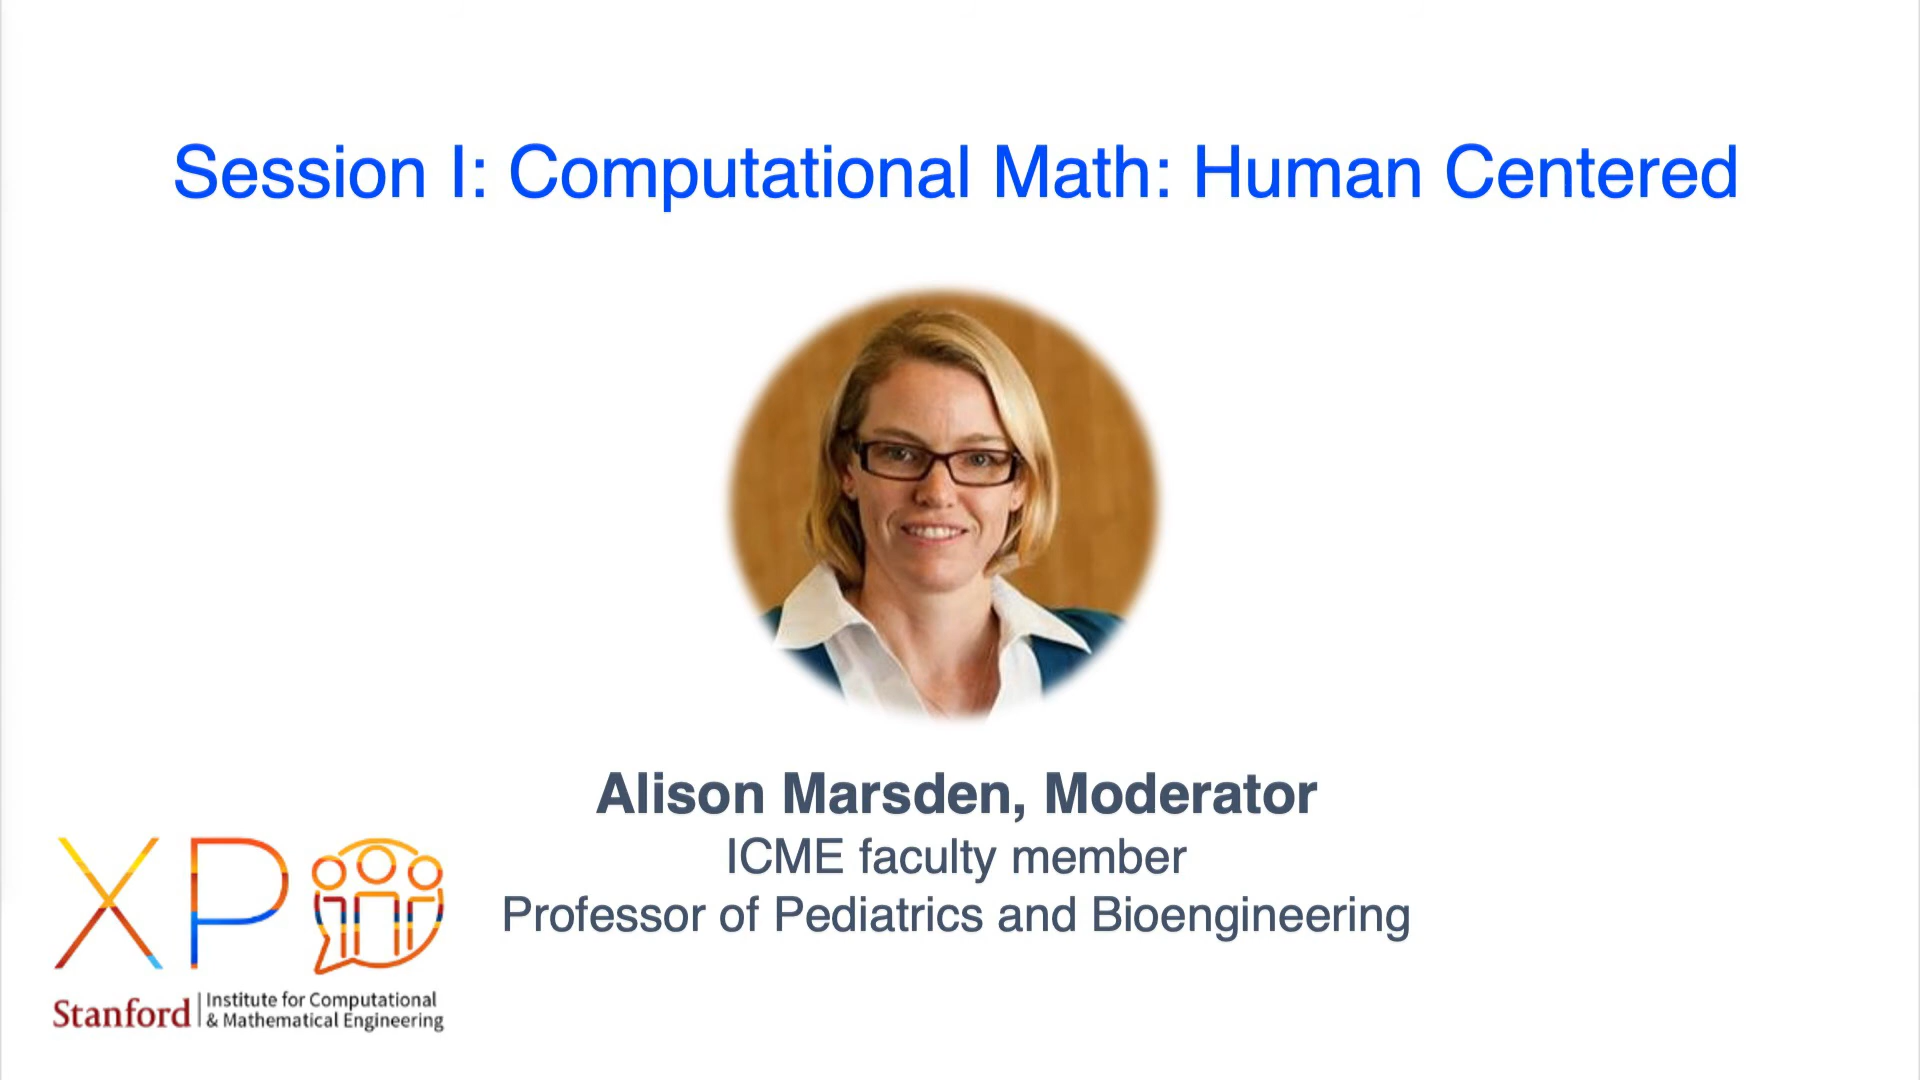 Session I: Computational Math: Human Centered
Alison Marsden, Moderator
ICME faculty member
Professor of Pediatrics and Bioengineering
XP
Stanford
Institute for Computational
& Mathematical Engineering